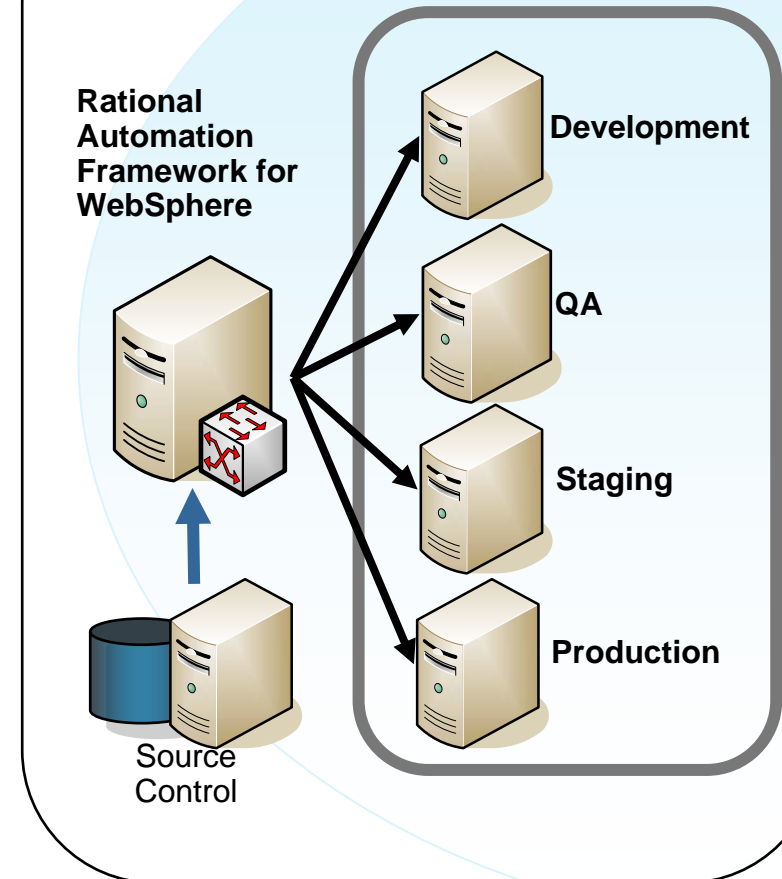 Rational
Automation
Framework for
WebSphere
Development
QA
Staging
Production
Source
Control